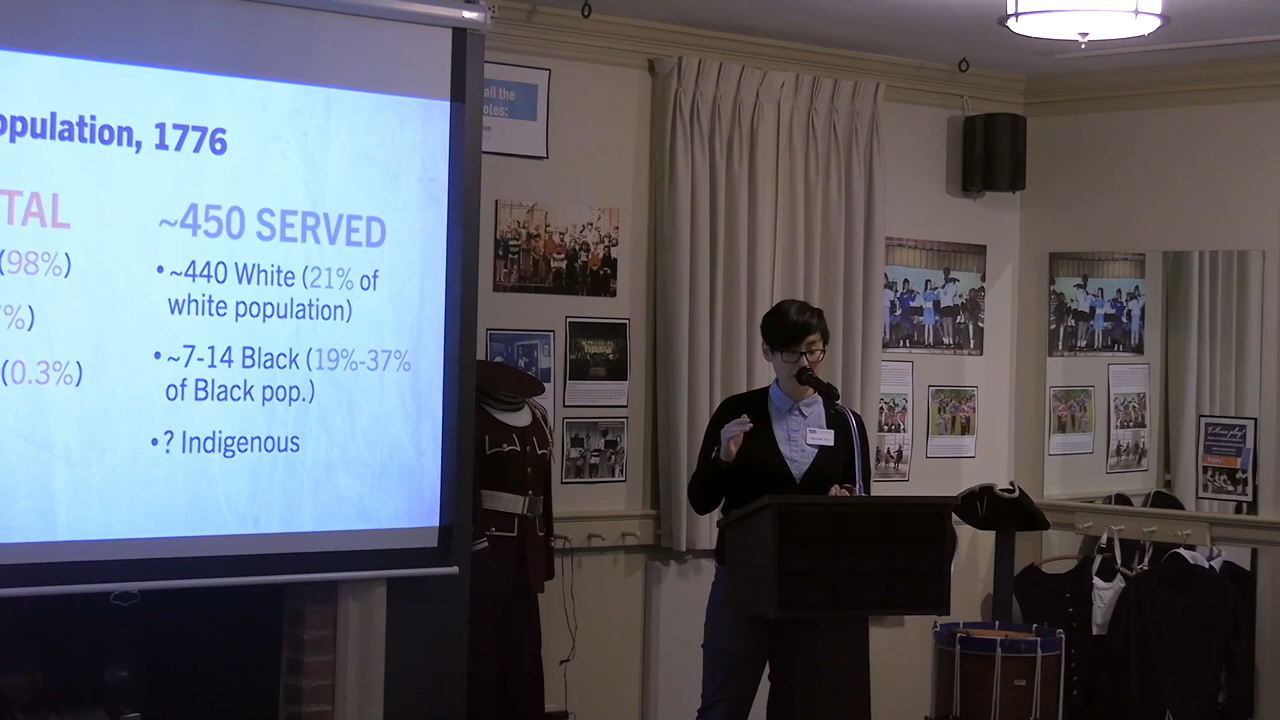 opulation, 1776
TAL
(98%)
%)
(0.3%)
~450 SERVED
•~440 White (21% of
white population)
•~7-14 Black (19%-37%
of Black pop.)
•? Indigenous
all the
otes: